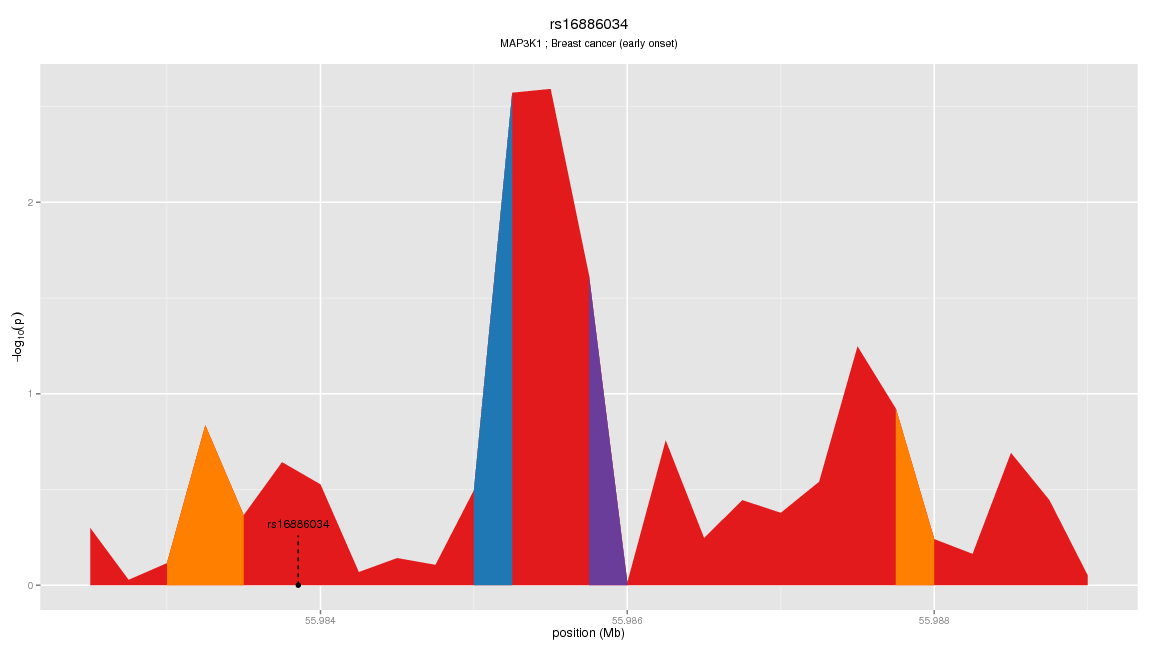 rs16886034
MAP3K1 ; Breast cancer (early onset)
−log10(p)
2
1
0
rs16886034
55.984
55.986
55.988
position (Mb)